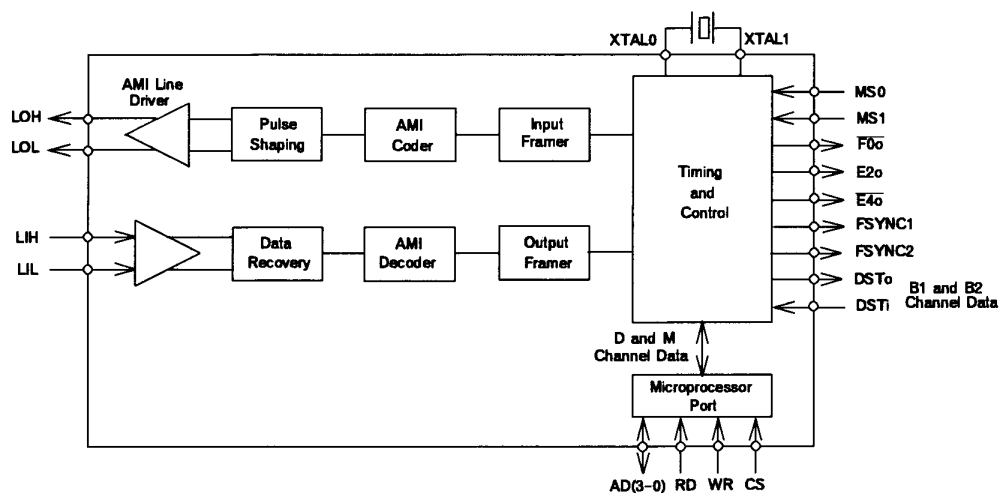 XTAL0
XTAL1
AMI Line
Driver
LOH
LOL
Pulse
Shaping
AMI
Coder
Input
Framer
LIH
LIL
Data
Recovery
AMI
Decoder
Output
Framer
Timing
and
Control
MS0
MS1
F0o
E2o
E4o
FSYNC1
FSYNC2
DSTo
DSTi
B1 and B2
Channel Data
D and M
Channel Data
Microprocessor
Port
AD(3-0)
RD
WR
CS